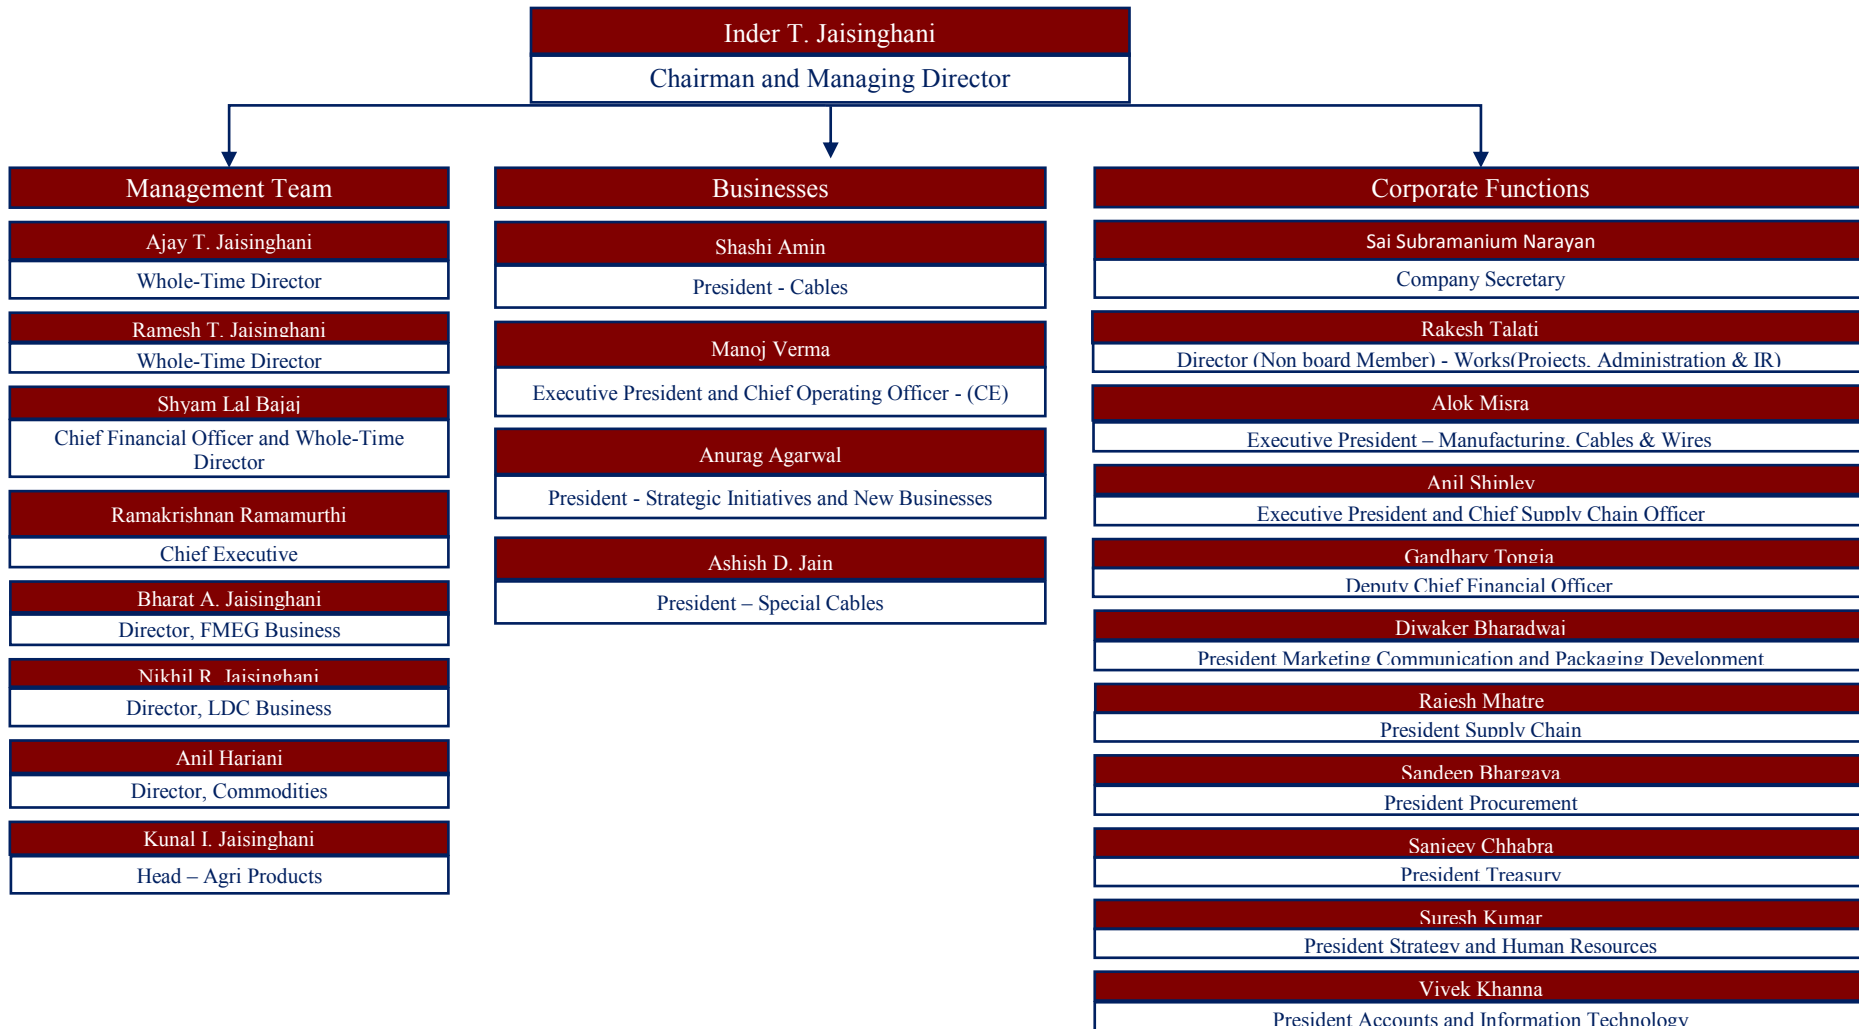 Inder T. Jaisinghani
Chairman and Managing Director
Management Team
Ajay T. Jaisinghani
Whole-Time Director
Ramesh T. Jaisinghani
Whole-Time Director
Shyam Lal Bajaj
Chief Financial Officer and Whole-Time
Director
Ramakrishnan Ramamurthi
Chief Executive
Bharat A. Jaisinghani
Director, FMEG Business
Nikhil R. Jaisinghani
Director, LDC Business
Anil Hariani
Director, Commodities
Kunal I. Jaisinghani
Head – Agri Products
Businesses
Shashi Amin
President - Cables
Manoj Verma
Executive President and Chief Operating Officer - (CE)
Anurag Agarwal
President - Strategic Initiatives and New Businesses
Ashish D. Jain
President – Special Cables
Corporate Functions
Sai Subramanium Narayan
Company Secretary
Rakesh Talati
Director (Non board Member) - Works(Projects, Administration & IR)
Alok Misra
Executive President – Manufacturing, Cables & Wires
Anil Shipley
Executive President and Chief Supply Chain Officer
Gandharv Tongia
Deputy Chief Financial Officer
Diwaker Bharadwaj
President Marketing Communication and Packaging Development
Rajesh Mhatre
President Supply Chain
Sandeep Bhargava
President Procurement
Sanjeev Chhabra
President Treasury
Suresh Kumar
President Strategy and Human Resources
Vivek Khanna
President Accounts and Information Technology